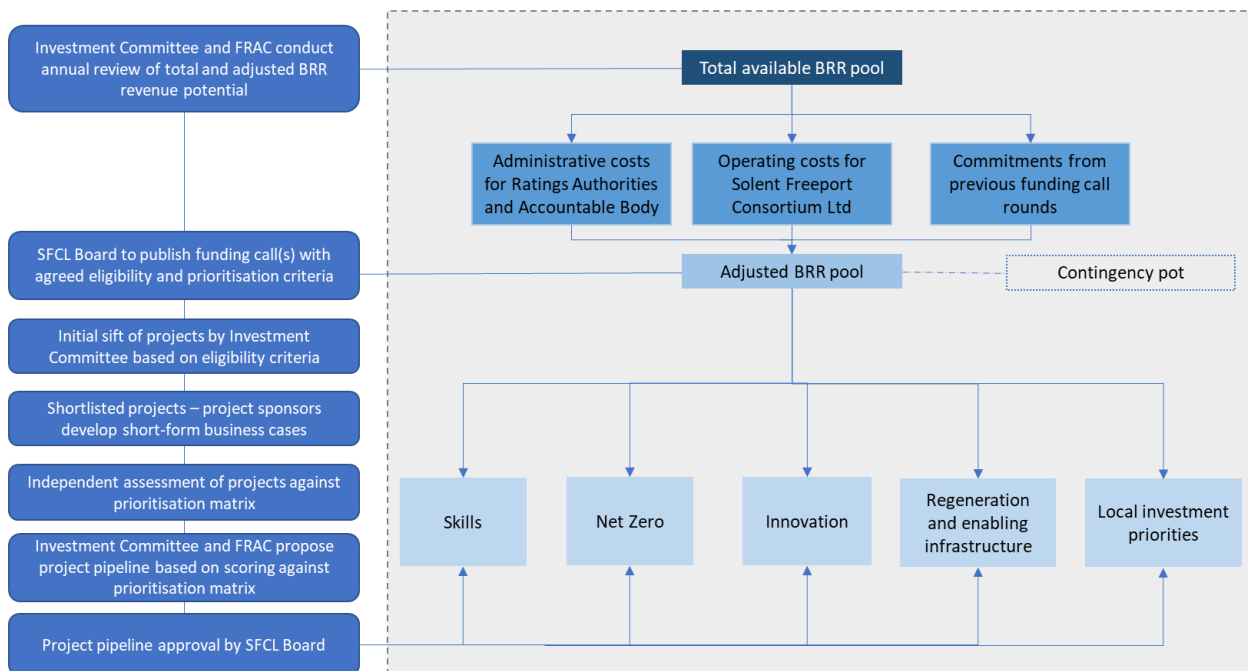 Investment Committee and FRAC conduct
annual review of total and adjusted BRR
revenue potential
Total available BRR pool
Administrative costs
for Ratings Authorities
and Accountable Body
Operating costs for
Solent Freeport
Consortium Ltd
Commitments from
previous funding call
rounds
SFCL Board to publish funding call(s) with
agreed eligibility and prioritisation criteria
Adjusted BRR pool
Contingency pot
Initial sift of projects by Investment
Committee based on eligibility criteria
Shortlisted projects – project sponsors
develop short-form business cases
Independent assessment of projects against
prioritisation matrix
Skills
Net Zero
Innovation
Regeneration
and enabling
infrastructure
Local investment
priorities
Investment Committee and FRAC propose
project pipeline based on scoring against
prioritisation matrix
Project pipeline approval by SFCL Board